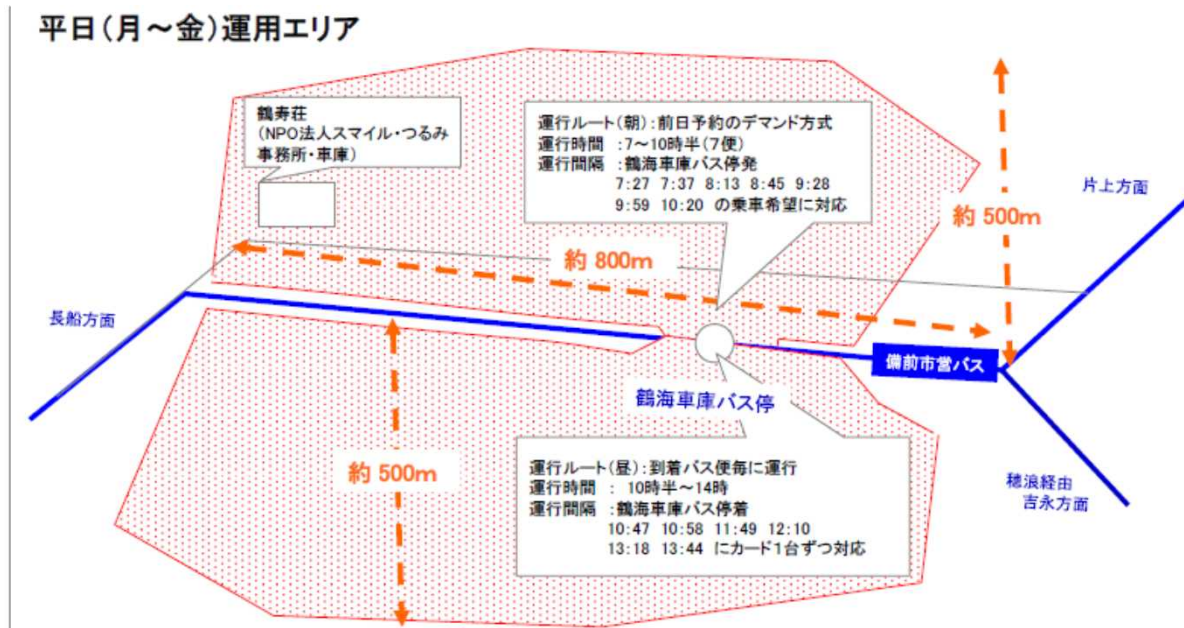 平日(月～金)運用エリア
鶴寿荘
(NPO法人スマイル・つるみ
事務所・車庫)
運行ルート(朝):前日予約のデマンド方式
運行時間 :7～10時半(7便)
運行間隔 :鶴海車庫バス停発
7:27 7:37 8:13 8:45 9:28
9:59 10:20 の乗車希望に対応
約 500m
片上方面
約 800m
長船方面
備前市営バス
鶴海車庫バス停
約 500m
運行ルート(昼):到着バス便毎に運行
運行時間 : 10時半～14時
運行間隔 :鶴海車庫バス停着
10:47 10:58 11:49 12:10
13:18 13:44 にカード1台ずつ対応
穂浪経由
吉永方面